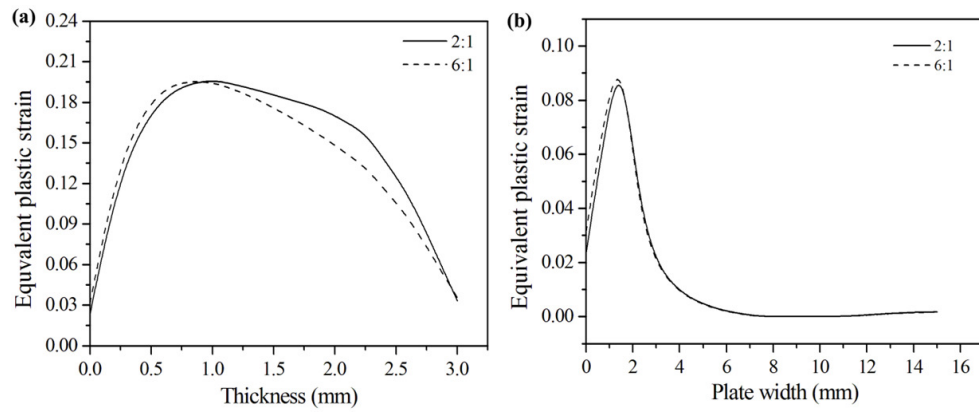 (a)
0.24
0.21
0.18
0.15
0.12
0.09
0.06
0.03
0.00
Equvalent plastic strain
2:1
6:1
0.0 0.5 1.0 1.5 2.0 2.5 3.0
Thickness (mm)
(b)
0.10
0.08
0.06
0.04
0.02
0.00
Equivalent plastic strain
2:1
6:1
0 2 4 6 8 10 12 14 16
Plate width (mm)